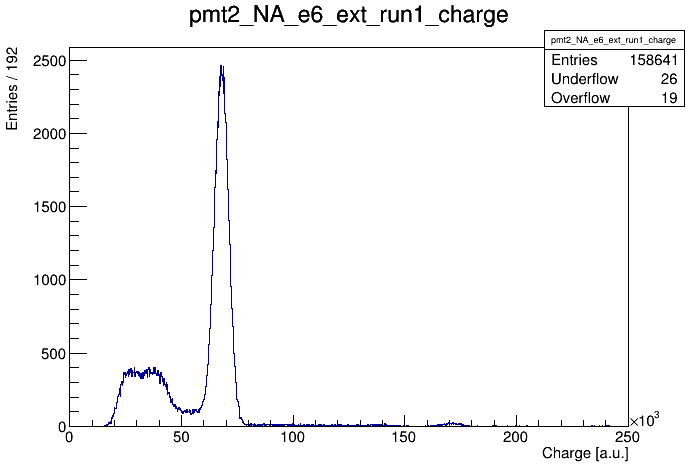 pmt2_NA_e6_ext_run1_charge
pmt2_NA_e6_ext_run1_charge
Entries 158641
Underflow 26
Overflow 19
Entries / 192
2500
2000
1500
1000
500
0
0 50 100 150 200 250
×10³
Charge [a.u.]